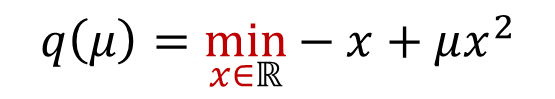 q(μ) = min − x + μx²
x∈ℝ